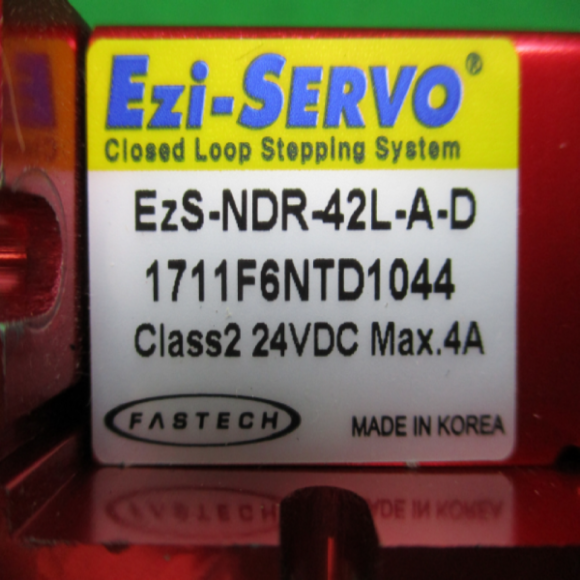 Ezi-SERVO®
Closed Loop Stepping System
EzS-NDR-42L-A-D
1711F6NTD1044
Class2 24VDC Max.4A
FASTECH
MADE IN KOREA